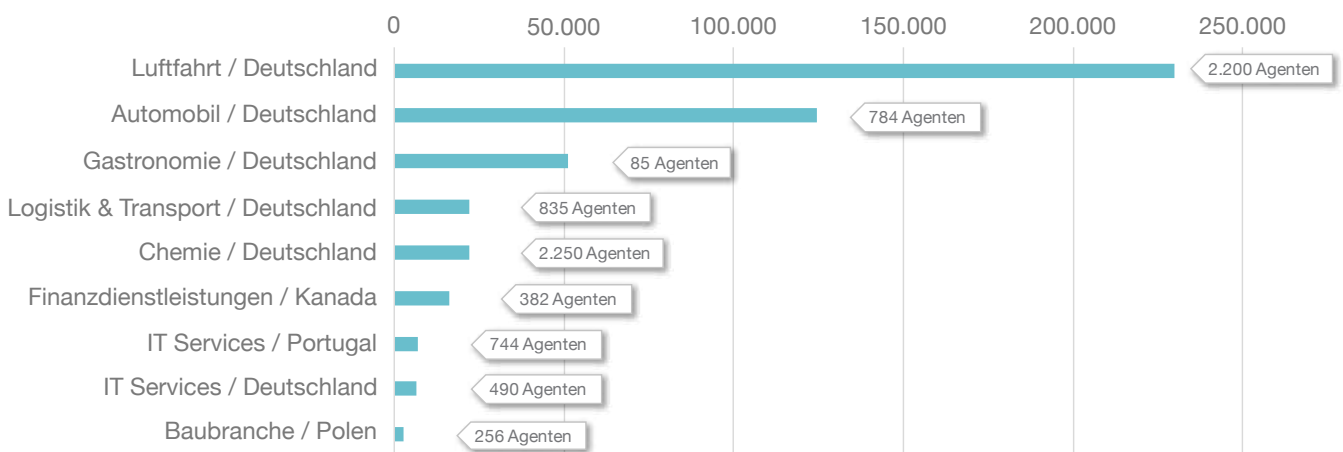 0 50.000 100.000 150.000 200.000 250.000
Luftfahrt / Deutschland 2.200 Agenten
Automobil / Deutschland 784 Agenten
Gastronomie / Deutschland 85 Agenten
Logistik & Transport / Deutschland 835 Agenten
Chemie / Deutschland 2.250 Agenten
Finanzdienstleistungen / Kanada 382 Agenten
IT Services / Portugal 744 Agenten
IT Services / Deutschland 490 Agenten
Baubranche / Polen 256 Agenten